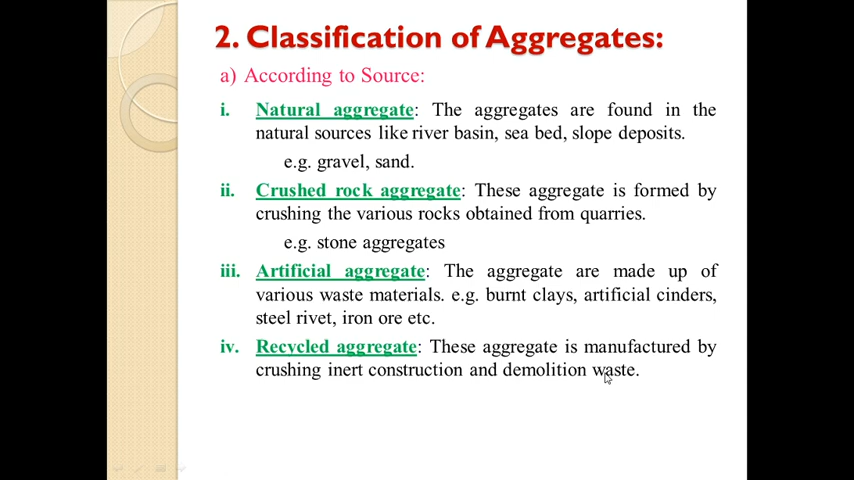 2. Classification of Aggregates:
a) According to Source:
i. Natural aggregate: The aggregates are found in the
natural sources like river basin, sea bed, slope deposits.
e.g. gravel, sand.
ii. Crushed rock aggregate: These aggregate is formed by
crushing the various rocks obtained from quarries.
e.g. stone aggregates
iii. Artificial aggregate: The aggregate are made up of
various waste materials. e.g. burnt clays, artificial cinders,
steel rivet, iron ore etc.
iv. Recycled aggregate: These aggregate is manufactured by
crushing inert construction and demolition waste.